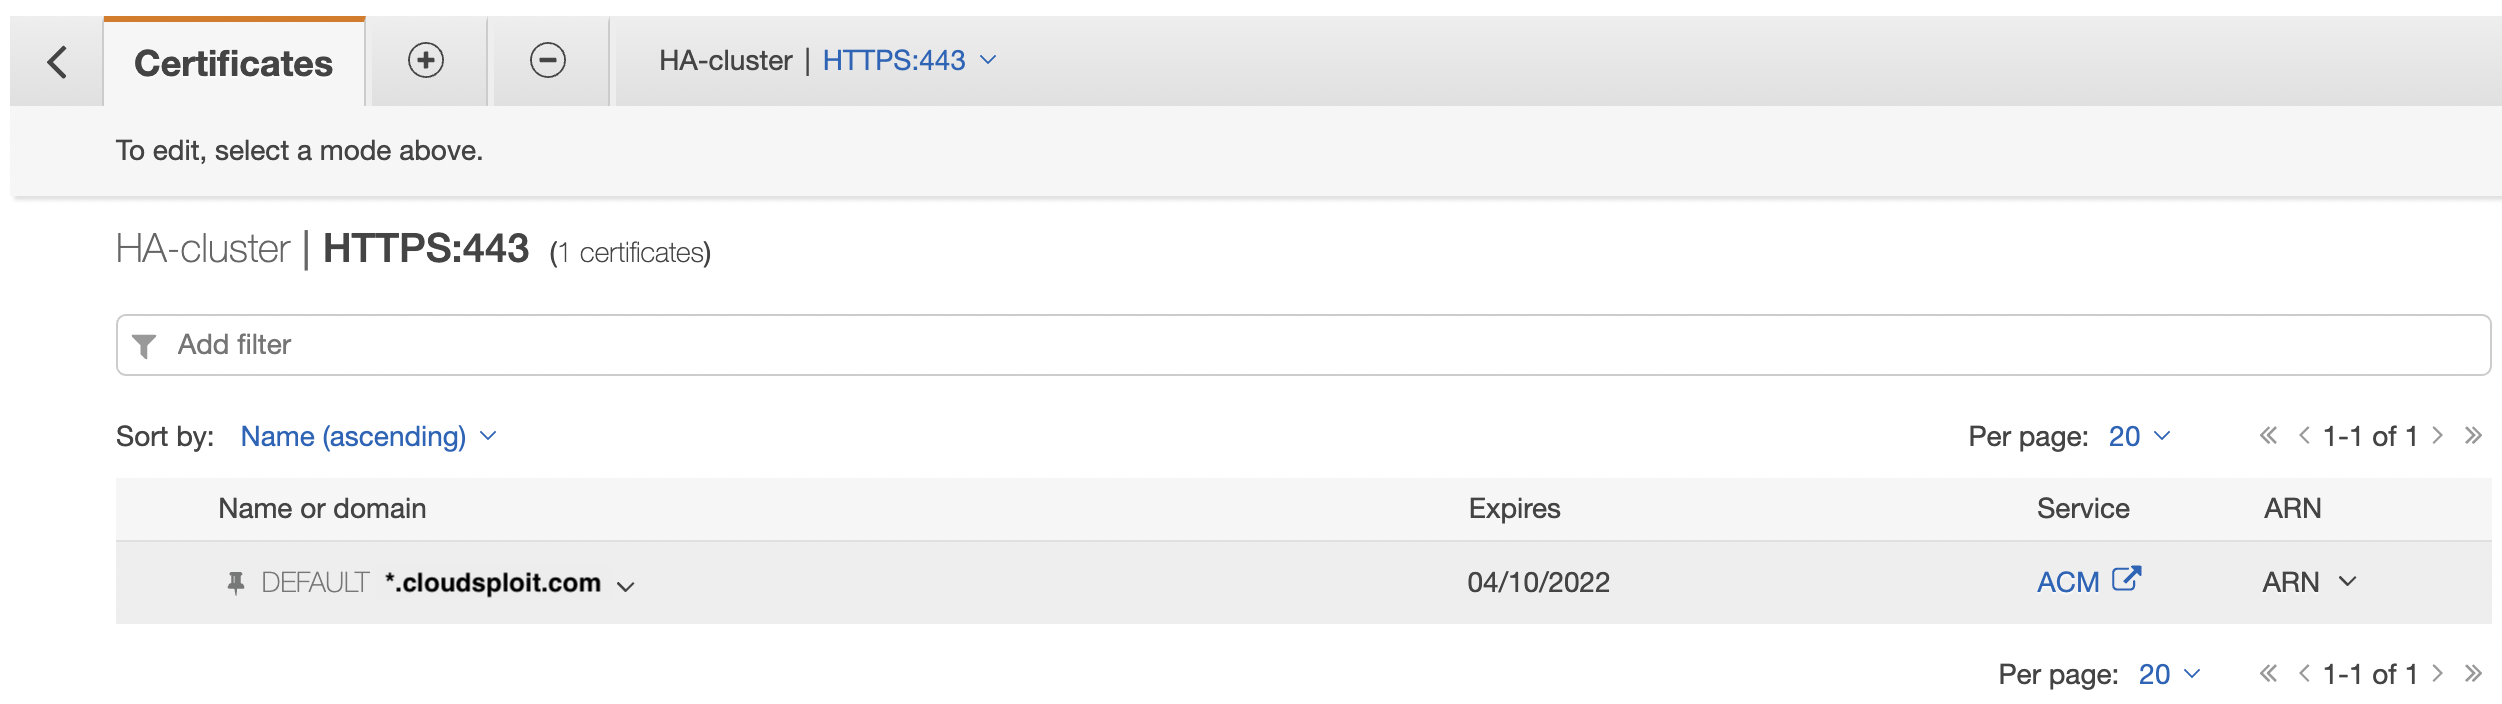 Certificates HA-cluster | HTTPS:443
To edit, select a mode above.
HA-cluster | HTTPS:443 (1 certificates)
Add filter
Sort by: Name (ascending) Per page: 20 1-1 of 1
Name or domain Expires Service ARN
DEFAULT *.cloudsploit.com 04/10/2022 ACM ARN
Per page: 20 1-1 of 1